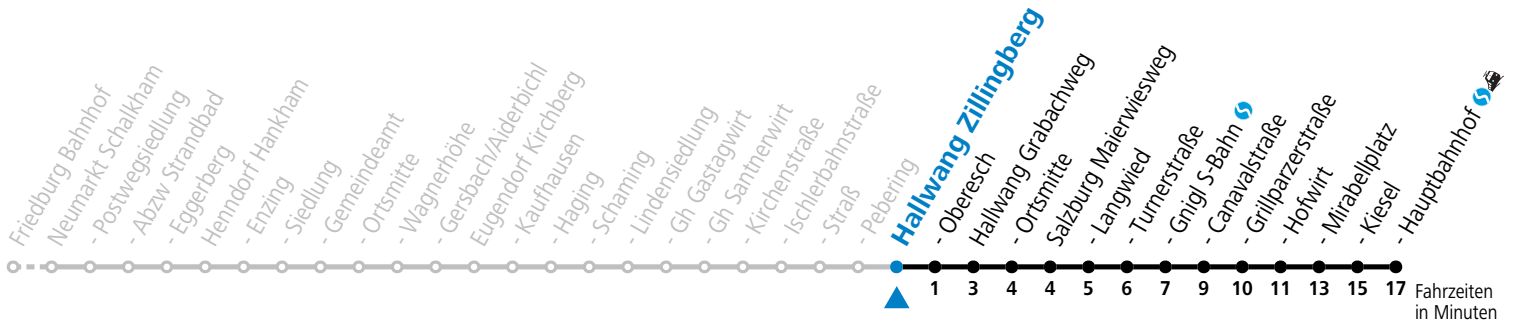 Friedburg Bahnhof
Neumarkt Schalkham
- Postwegsiedlung
- Abzw Strandbad
- Eggerberg
Henndorf Hankham
- Enzing
- Siedlung
- Gemeindeamt
- Ortsmitte
- Wagnerhöhe
- Gersbach/Aiderbichl
Eugendorf Kirchberg
- Kaufhausen
- Haging
- Schaming
- Lindensiedlung
- Gh Gastagwirt
- Gh Santnerwirt
- Kirchenstraße
- Ischlerbahnstraße
- Straß
- Pebering
Hallwang Zillingberg
- Oberesch
Hallwang Grabachweg
- Ortsmitte
Salzburg Maierwiesweg
- Langwied
- Turnerstraße
- Gnigl S-Bahn
- Canavalstraße
- Grillparzerstraße
- Hofwirt
- Mirabellplatz
- Kiesel
- Hauptbahnhof
1 3 4 4 5 6 7 9 10 11 13 15 17
Fahrzeiten
in Minuten